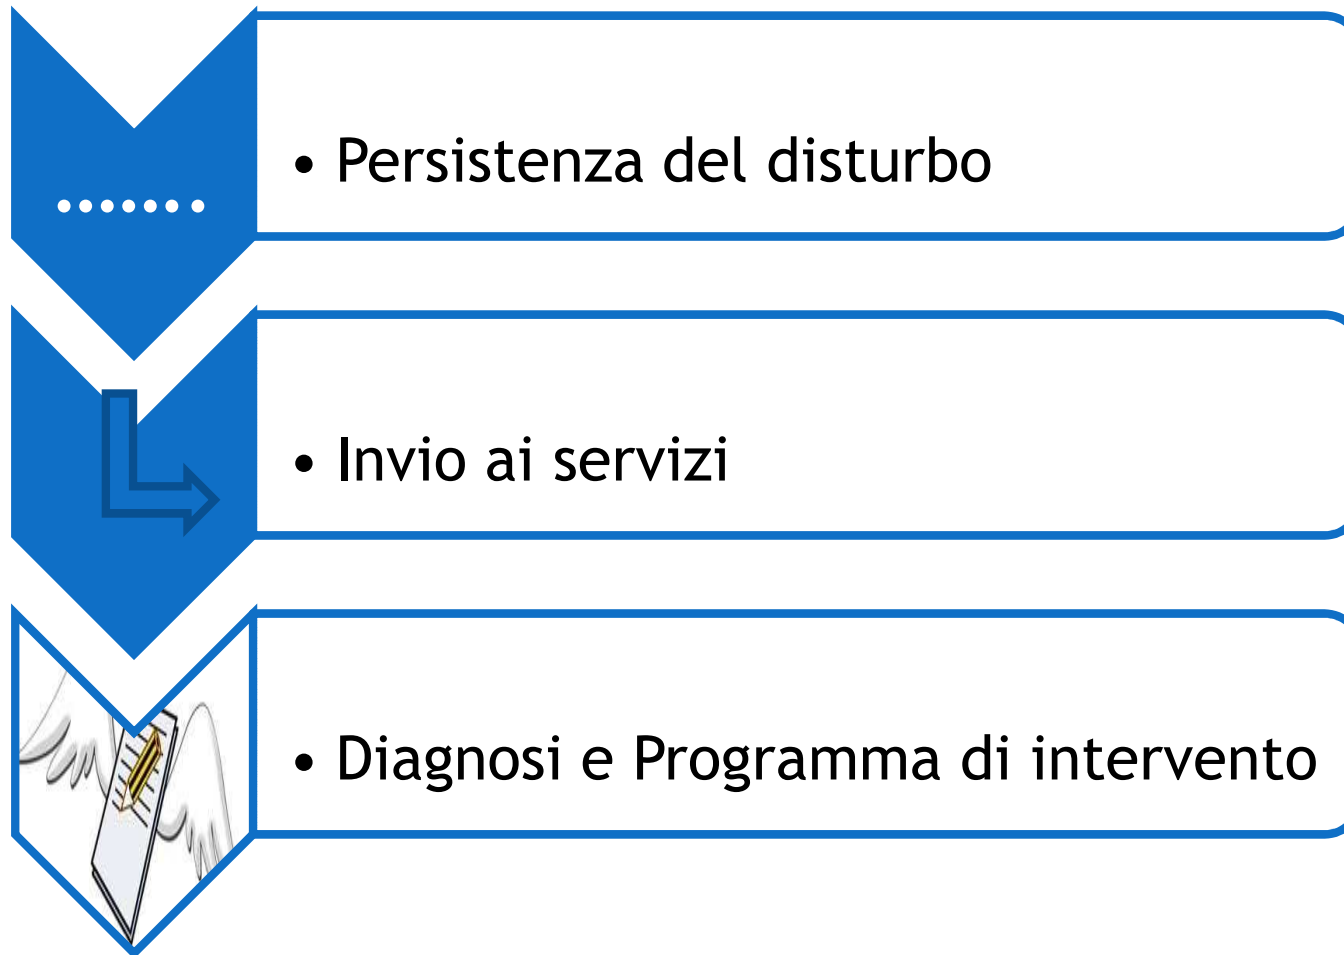 .......
• Persistenza del disturbo
• Invio ai servizi
• Diagnosi e Programma di intervento